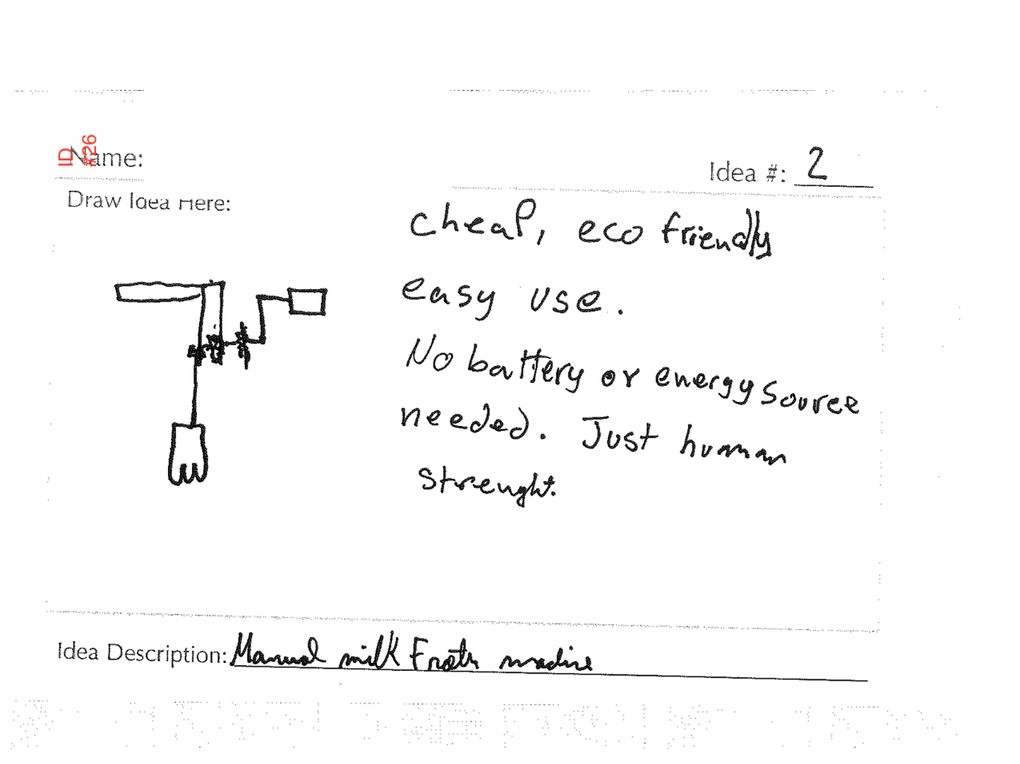 ID
#26
Name:
Idea #: 2
Draw Idea Here:
cheap, eco friendly
easy use.
No battery or energy source
needed. Just human
strenght.
Idea Description: Manual milk Froth machine